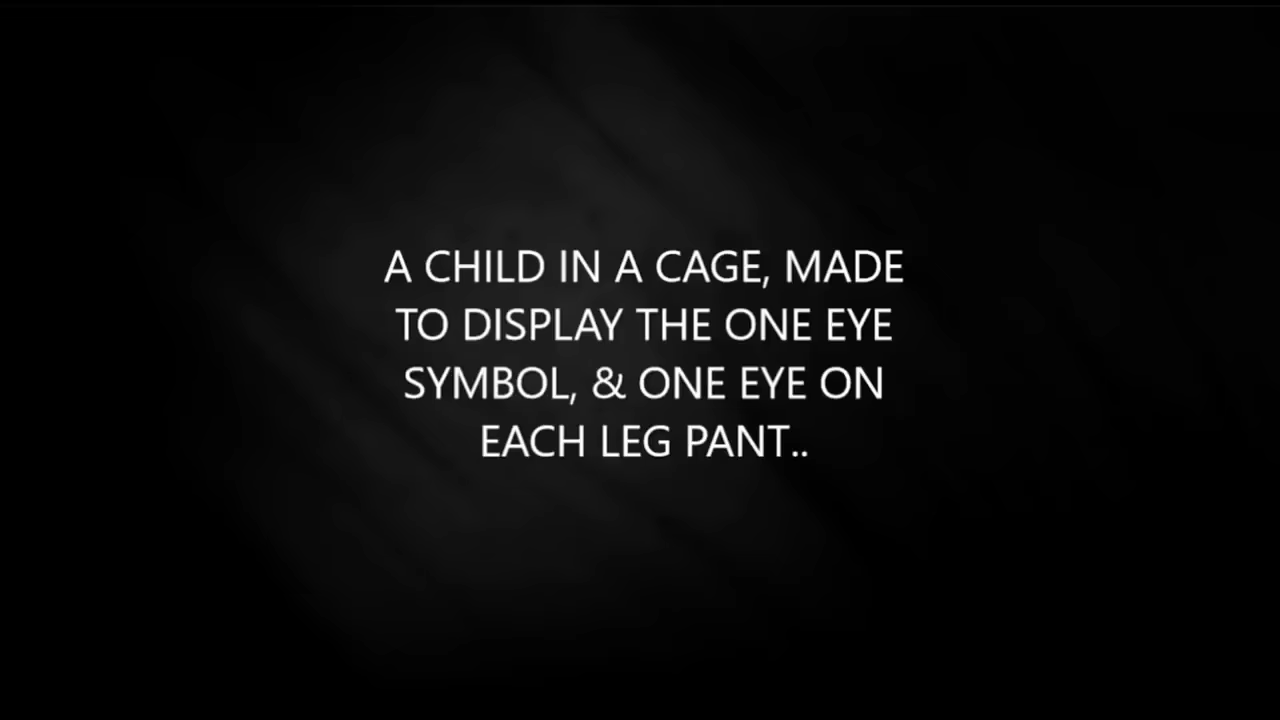 A CHILD IN A CAGE, MADE
TO DISPLAY THE ONE EYE
SYMBOL, & ONE EYE ON
EACH LEG PANT..